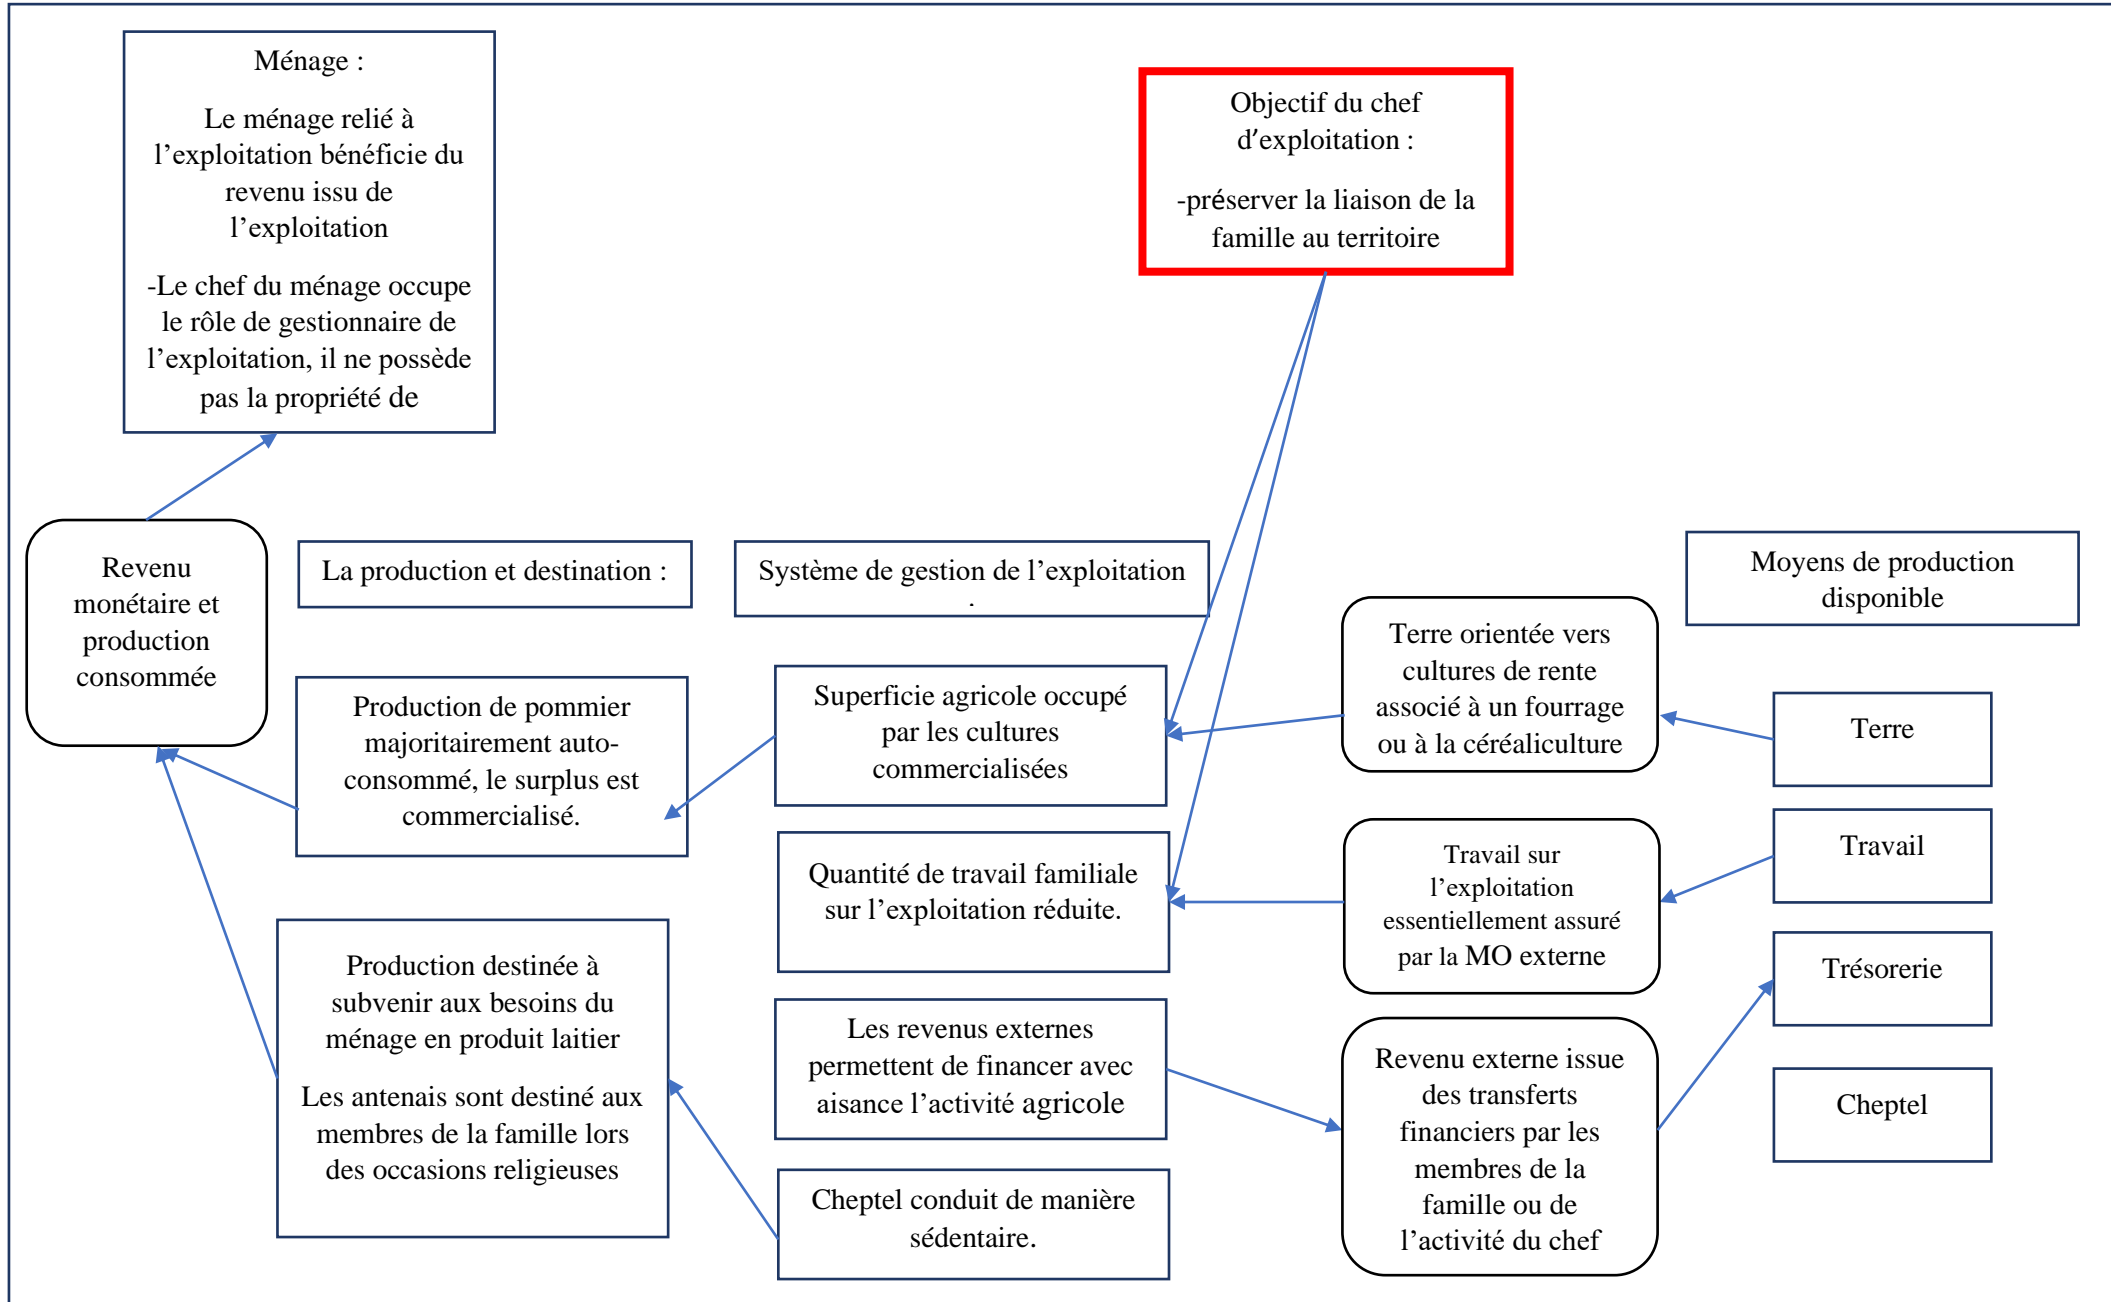 Ménage :
Le ménage relié à
l’exploitation bénéficie du
revenu issu de
l’exploitation
-Le chef du ménage occupe
le rôle de gestionnaire de
l’exploitation, il ne possède
pas la propriété de
Objectif du chef
d’exploitation :
-préserver la liaison de la
famille au territoire
Revenu
monétaire et
production
consommée
La production et destination :
Système de gestion de l’exploitation
Moyens de production
disponible
Production de pommier
majoritairement auto-
consommé, le surplus est
commercialisé.
Superficie agricole occupé
par les cultures
commercialisées
Terre orientée vers
cultures de rente
associé à un fourrage
ou à la céréaliculture
Terre
Quantité de travail familiale
sur l’exploitation réduite.
Travail sur
l’exploitation
essentiellement assuré
par la MO externe
Travail
Production destinée à
subvenir aux besoins du
ménage en produit laitier
Les antenais sont destiné aux
membres de la famille lors
des occasions religieuses
Les revenus externes
permettent de financer avec
aisance l’activité agricole
Revenu externe issue
des transferts
financiers par les
membres de la
famille ou de
l’activité du chef
Trésorerie
Cheptel
Cheptel conduit de manière
sédentaire.